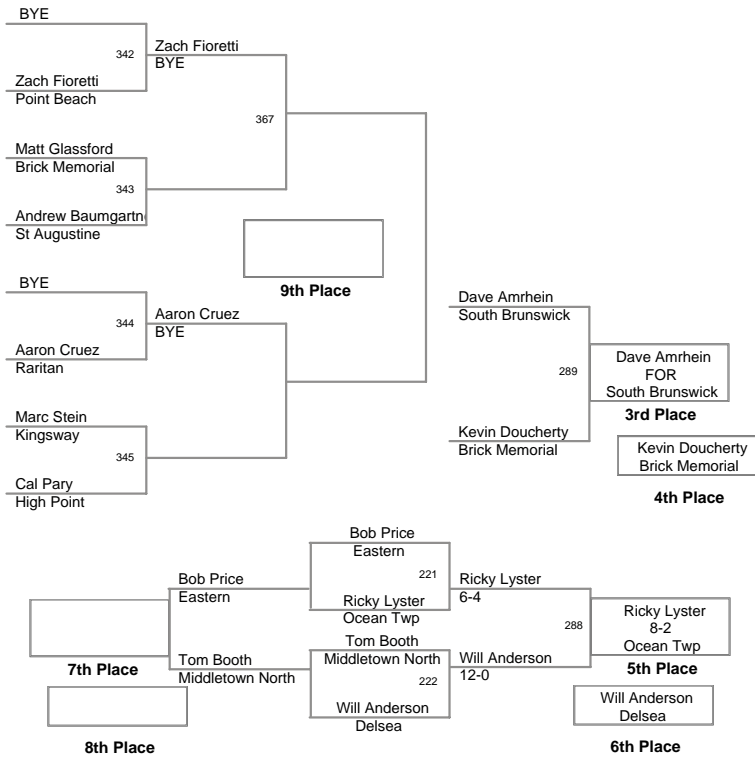 BYE
342
Zach Fioretti
BYE
Zach Fioretti
Point Beach
367
Matt Glassford
Brick Memorial
343
Andrew Baumgartn
St Augustine
9th Place
BYE
344
Aaron Cruez
BYE
Aaron Cruez
Raritan
Marc Stein
Kingsway
345
Cal Pary
High Point
Dave Amrhein
South Brunswick
289
Dave Amrhein
FOR
South Brunswick
3rd Place
Kevin Doucherty
Brick Memorial
Kevin Doucherty
Brick Memorial
4th Place
Bob Price
Eastern
221
Bob Price
Eastern
Ricky Lyster
Ocean Twp
Ricky Lyster
6-4
288
Ricky Lyster
8-2
Ocean Twp
5th Place
7th Place
Tom Booth
Middletown North
Tom Booth
Middletown North
222
Will Anderson
12-0
Will Anderson
Delsea
Will Anderson
Delsea
6th Place
8th Place